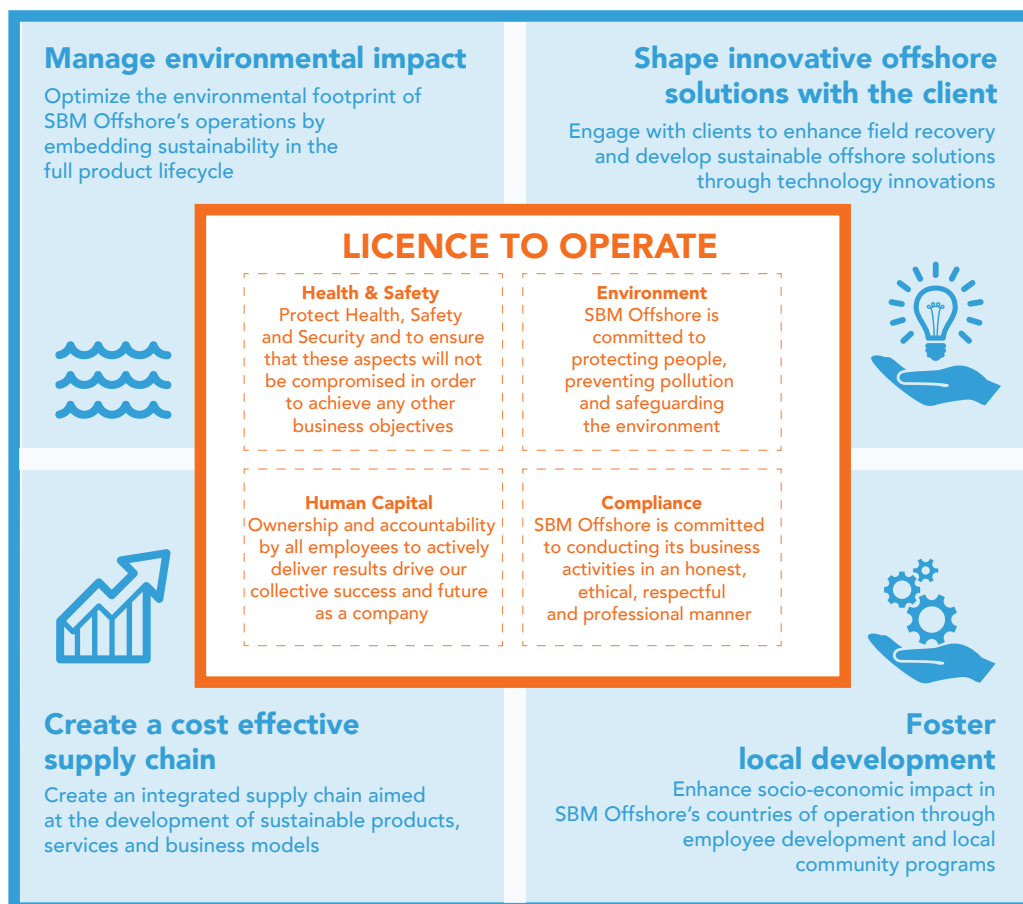 Manage environmental impact
Optimize the environmental footprint of
SBM Offshore's operations by
embedding sustainability in the
full product lifecycle
Shape innovative offshore
solutions with the client
Engage with clients to enhance field recovery
and develop sustainable offshore solutions
through technology innovations
LICENCE TO OPERATE
Health & Safety
Protect Health, Safety
and Security and to ensure
that these aspects will not
be compromised in order
to achieve any other
business objectives
Environment
SBM Offshore is
committed to
protecting people,
preventing pollution
and safeguarding
the environment
Human Capital
Ownership and accountability
by all employees to actively
deliver results drive our
collective success and future
as a company
Compliance
SBM Offshore is committed
to conducting its business
activities in an honest,
ethical, respectful
and professional manner
Create a cost effective
supply chain
Create an integrated supply chain aimed
at the development of sustainable products,
services and business models
Foster
local development
Enhance socio-economic impact in
SBM Offshore's countries of operation through
employee development and local
community programs